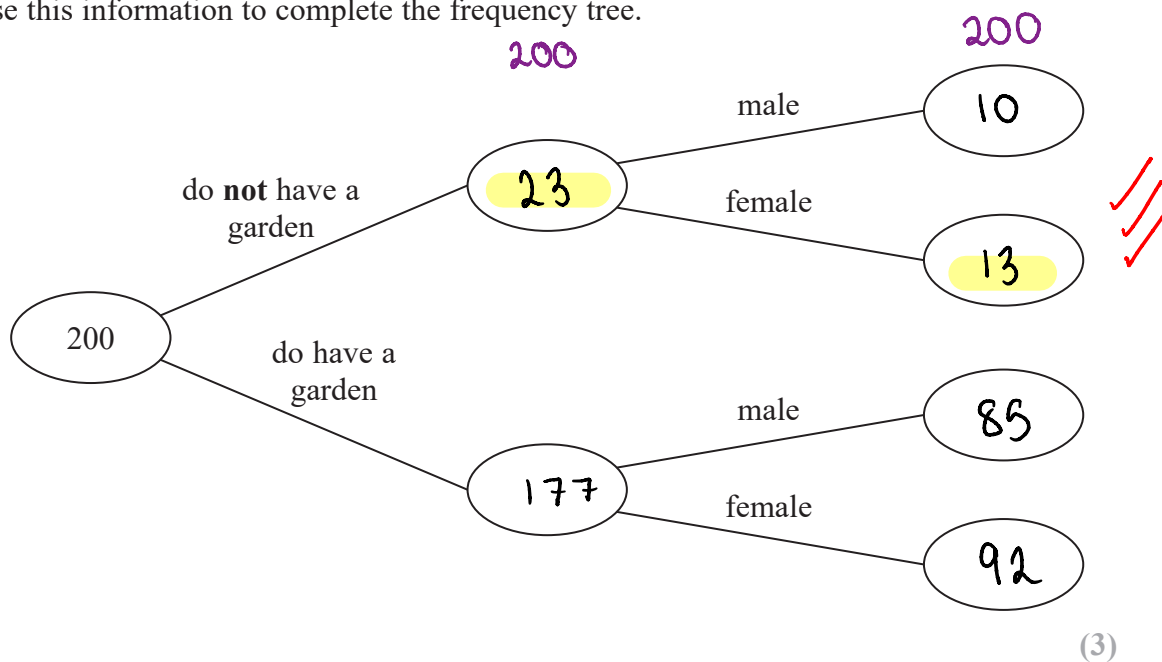 se this information to complete the frequency tree.
200
200
male
10
do not have a
garden
23
female
13
200
do have a
garden
male
85
177
female
92
(3)